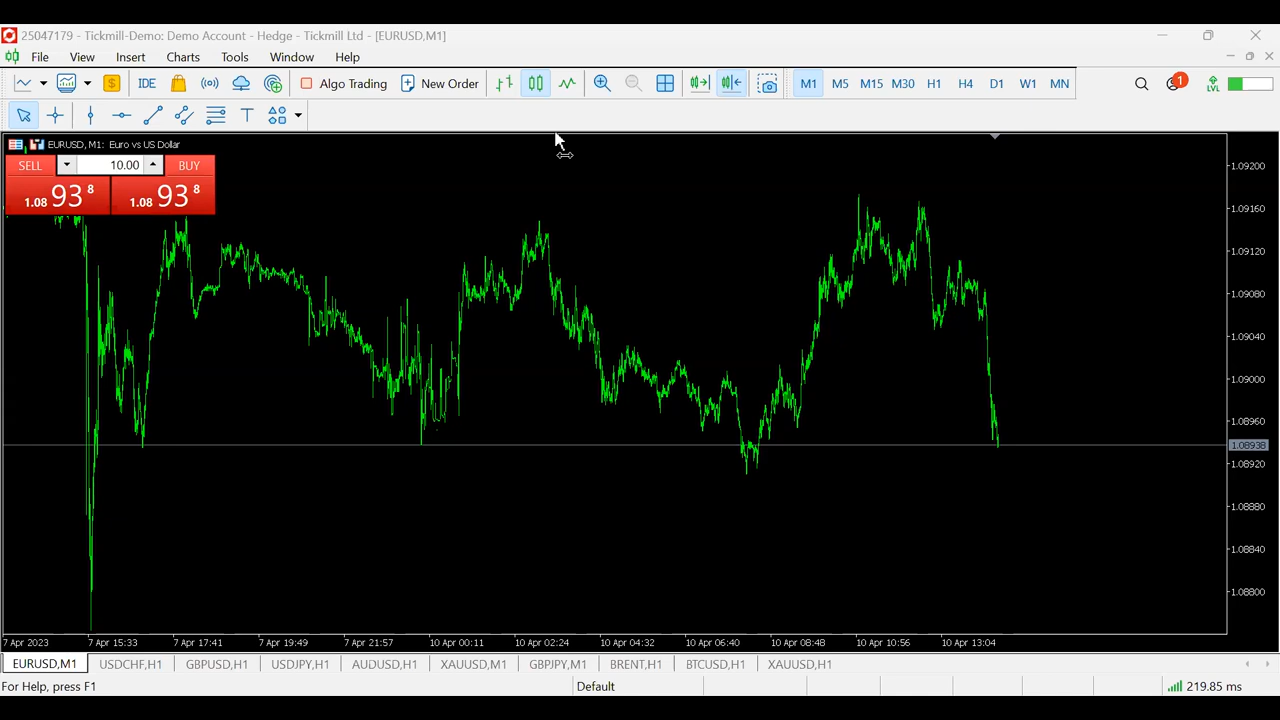 25047179 - Tickmill-Demo: Demo Account - Hedge - Tickmill Ltd - [EURUSD,M1]
File View Insert Charts Tools Window Help
IDE Algo Trading New Order M1 M5 M15 M30 H1 H4 D1 W1 MN 1 LVL
T
EURUSD, M1: Euro vs US Dollar
SELL 10.00 BUY
1.08 93 8 1.08 93 8
1.09200
1.09160
1.09120
1.09080
1.09040
1.09000
1.08960
1.08938
1.08920
1.08880
1.08840
1.08800
7 Apr 2023 7 Apr 15:33 7 Apr 17:41 7 Apr 19:49 7 Apr 21:57 10 Apr 00:11 10 Apr 02:24 10 Apr 04:32 10 Apr 06:40 10 Apr 08:48 10 Apr 10:56 10 Apr 13:04
EURUSD,M1 USDCHF,H1 GBPUSD,H1 USDJPY,H1 AUDUSD,H1 XAUUSD,M1 GBPJPY,M1 BRENT,H1 BTCUSD,H1 XAUUSD,H1
For Help, press F1 Default 219.85 ms